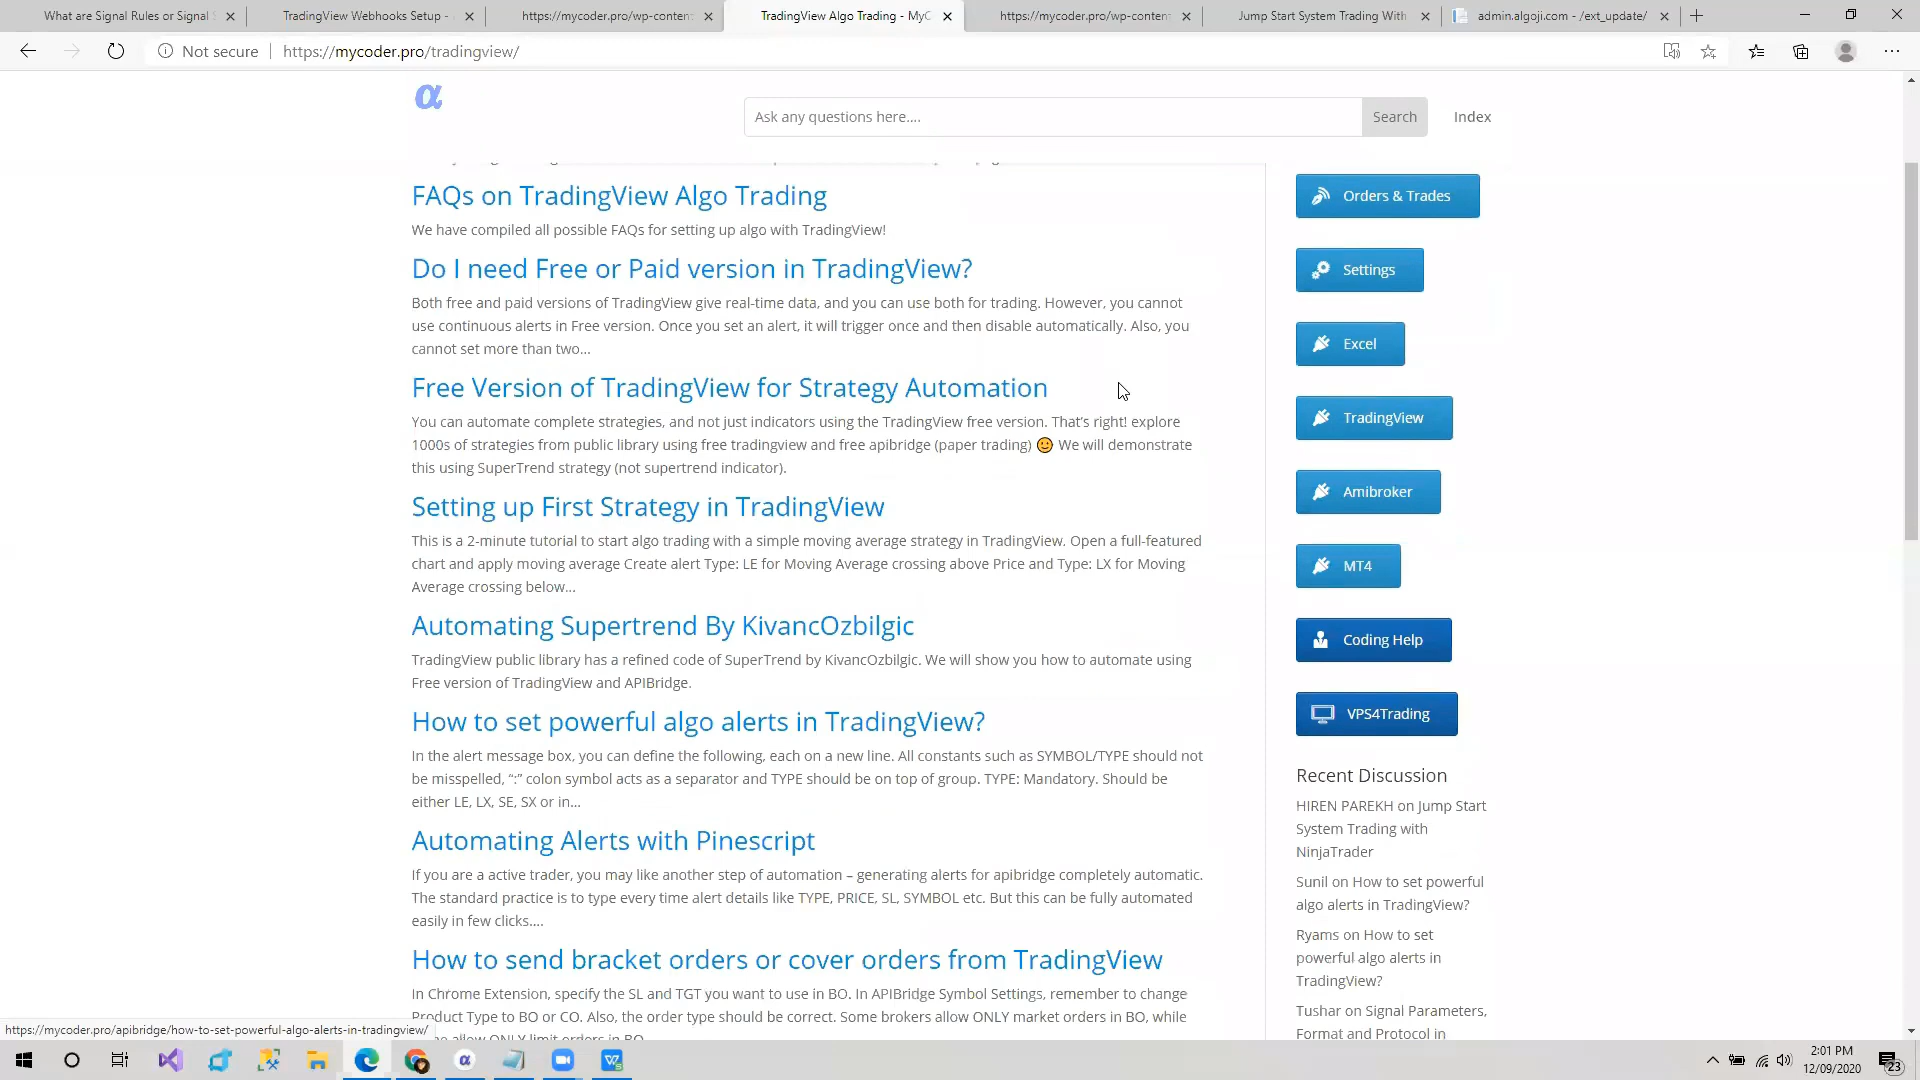 What are Signal Rules or Signal
TradingView Webhooks Setup -
https://mycoder.pro/wp-content
TradingView Algo Trading - MyC
https://mycoder.pro/wp-content
Jump Start System Trading With
admin.algoji.com - /ext_update/
Not secure
https://mycoder.pro/tradingview/
α
Ask any questions here....
Search
Index
FAQs on TradingView Algo Trading
We have compiled all possible FAQs for setting up algo with TradingView!
Do I need Free or Paid version in TradingView?
Both free and paid versions of TradingView give real-time data, and you can use both for trading. However, you cannot
use continuous alerts in Free version. Once you set an alert, it will trigger once and then disable automatically. Also, you
cannot set more than two...
Free Version of TradingView for Strategy Automation
You can automate complete strategies, and not just indicators using the TradingView free version. That's right! explore
1000s of strategies from public library using free tradingview and free apibridge (paper trading) 🙂 We will demonstrate
this using SuperTrend strategy (not supertrend indicator).
Setting up First Strategy in TradingView
This is a 2-minute tutorial to start algo trading with a simple moving average strategy in TradingView. Open a full-featured
chart and apply moving average Create alert Type: LE for Moving Average crossing above Price and Type: LX for Moving
Average crossing below...
Automating Supertrend By KivancOzbilgic
TradingView public library has a refined code of SuperTrend by KivancOzbilgic. We will show you how to automate using
Free version of TradingView and APIBridge.
How to set powerful algo alerts in TradingView?
In the alert message box, you can define the following, each on a new line. All constants such as SYMBOL/TYPE should not
be misspelled, “:” colon symbol acts as a separator and TYPE should be on top of group. TYPE: Mandatory. Should be
either LE, LX, SE, SX or in...
Automating Alerts with Pinescript
If you are a active trader, you may like another step of automation – generating alerts for apibridge completely automatic.
The standard practice is to type every time alert details like TYPE, PRICE, SL, SYMBOL etc. But this can be fully automated
easily in few clicks....
How to send bracket orders or cover orders from TradingView
In Chrome Extension, specify the SL and TGT you want to use in BO. In APIBridge Symbol Settings, remember to change
Product Type to BO or CO. Also, the order type should be correct. Some brokers allow ONLY market orders in BO, while
allow ONLY limit orders in BO.
Orders & Trades
Settings
Excel
TradingView
Amibroker
MT4
Coding Help
VPS4Trading
Recent Discussion
HIREN PAREKH on Jump Start
System Trading with
NinjaTrader
Sunil on How to set powerful
algo alerts in TradingView?
Ryams on How to set
powerful algo alerts in
TradingView?
Tushar on Signal Parameters,
Format and Protocol in
https://mycoder.pro/apibridge/how-to-set-powerful-algo-alerts-in-tradingview/
2:01 PM
12/09/2020
23